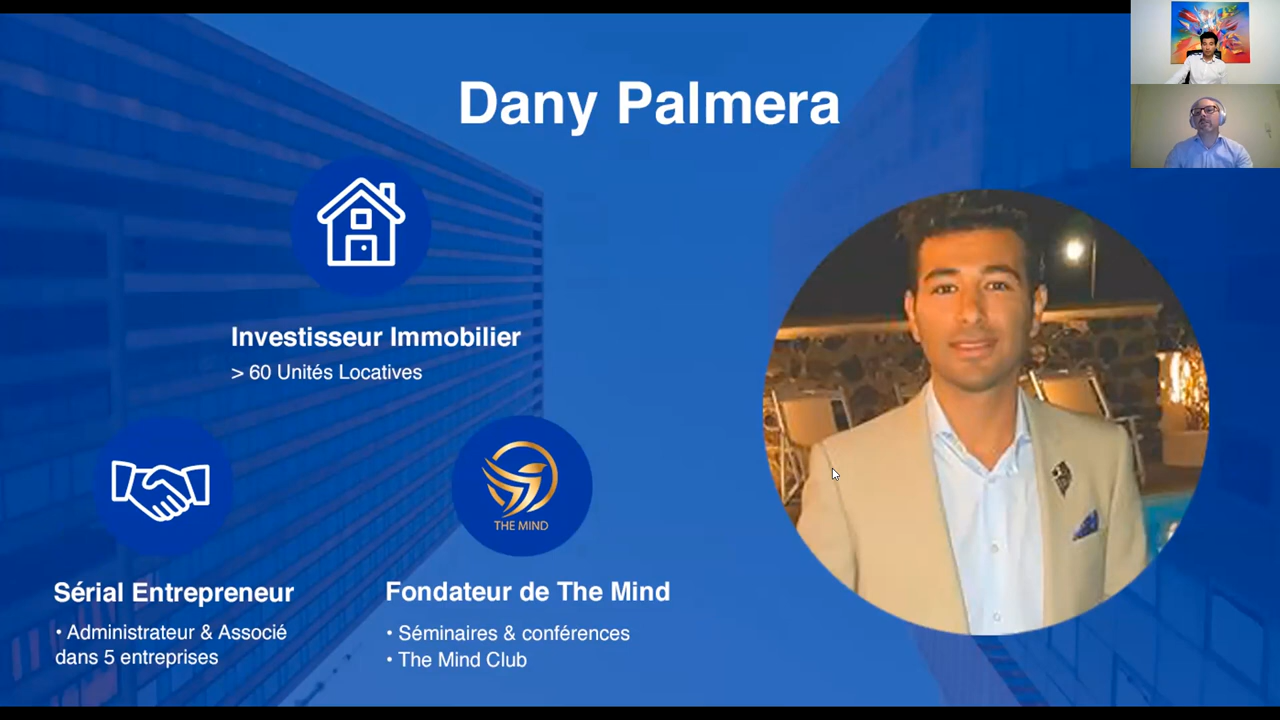 Dany Palmera
Investisseur Immobilier
> 60 Unités Locatives
THE MIND
Sérial Entrepreneur
• Administrateur & Associé
dans 5 entreprises
Fondateur de The Mind
• Séminaires & conférences
• The Mind Club